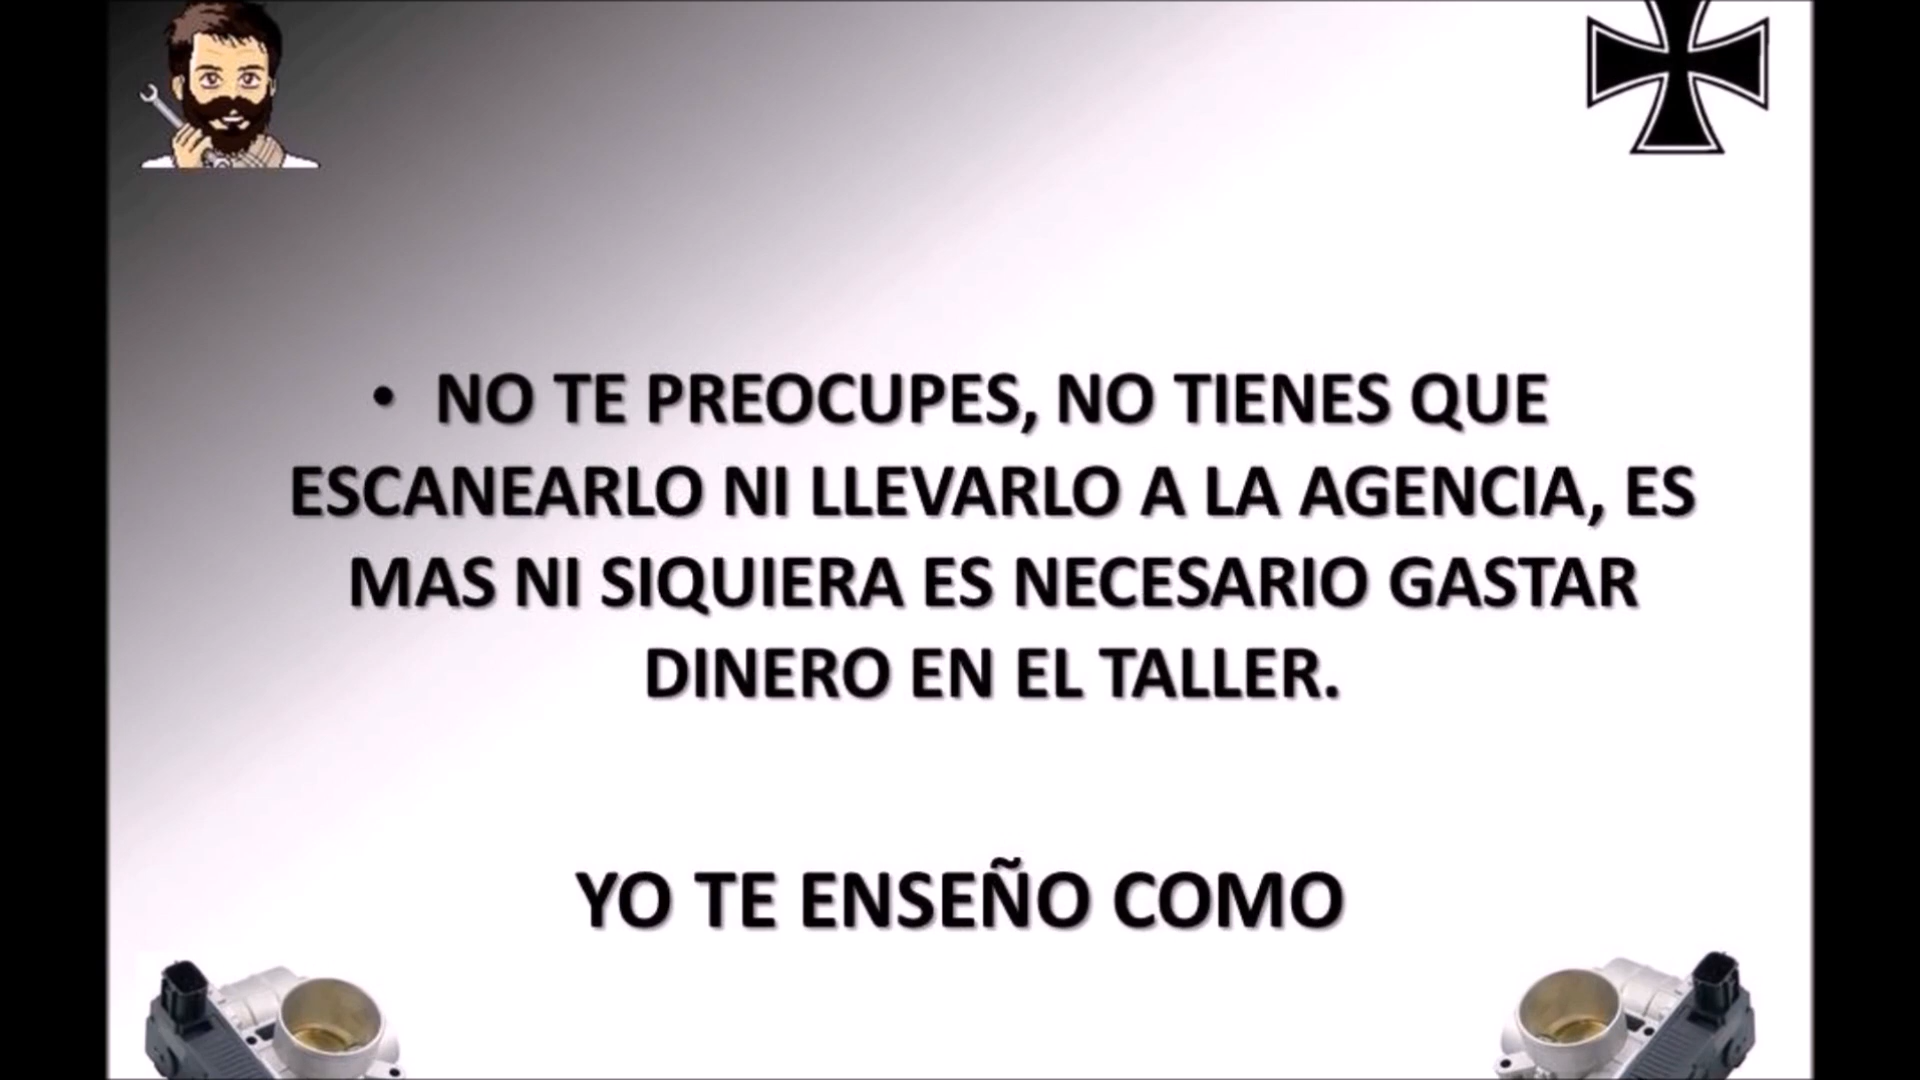 • NO TE PREOCUPES, NO TIENES QUE
ESCANEARLO NI LLEVARLO A LA AGENCIA, ES
MAS NI SIQUIERA ES NECESARIO GASTAR
DINERO EN EL TALLER.
YO TE ENSEÑO COMO